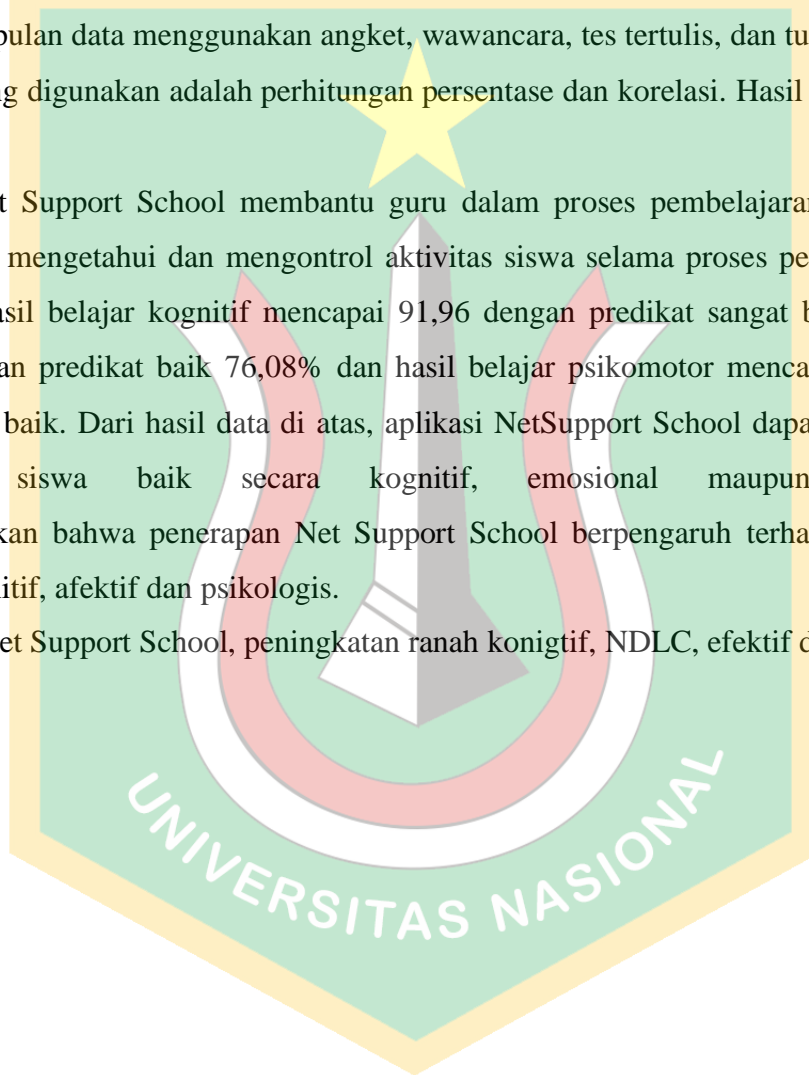 pulan data menggunakan angket, wawancara, tes tertulis, dan tu
g digunakan adalah perhitungan persentase dan korelasi. Hasil
t Support School membantu guru dalam proses pembelajaran
mengetahui dan mengontrol aktivitas siswa selama proses pe
sil belajar kognitif mencapai 91,96 dengan predikat sangat b
an predikat baik 76,08% dan hasil belajar psikomotor menca
baik. Dari hasil data di atas, aplikasi NetSupport School dapa
siswa baik secara kognitif, emosional maupun
kan bahwa penerapan Net Support School berpengaruh terha
nitif, afektif dan psikologis.
et Support School, peningkatan ranah konigtif, NDLC, efektif d
UNIVERSITAS NASIONAL